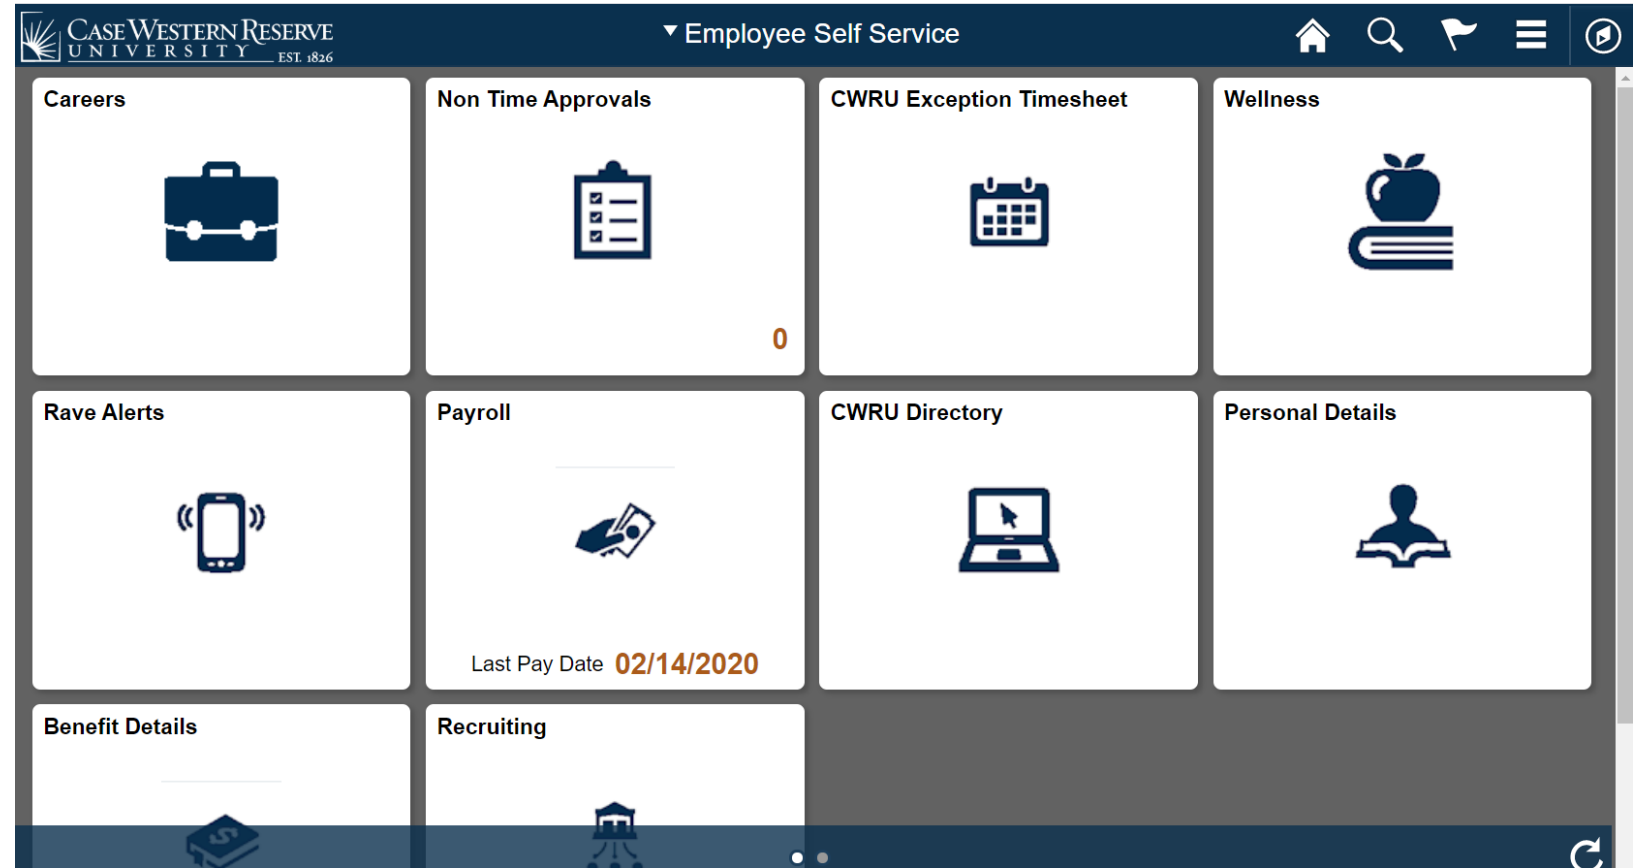 CASE WESTERN RESERVE
UNIVERSITY EST. 1826
Employee Self Service
Careers
Non Time Approvals
0
CWRU Exception Timesheet
Wellness
Rave Alerts
Payroll
Last Pay Date 02/14/2020
CWRU Directory
Personal Details
Benefit Details
Recruiting